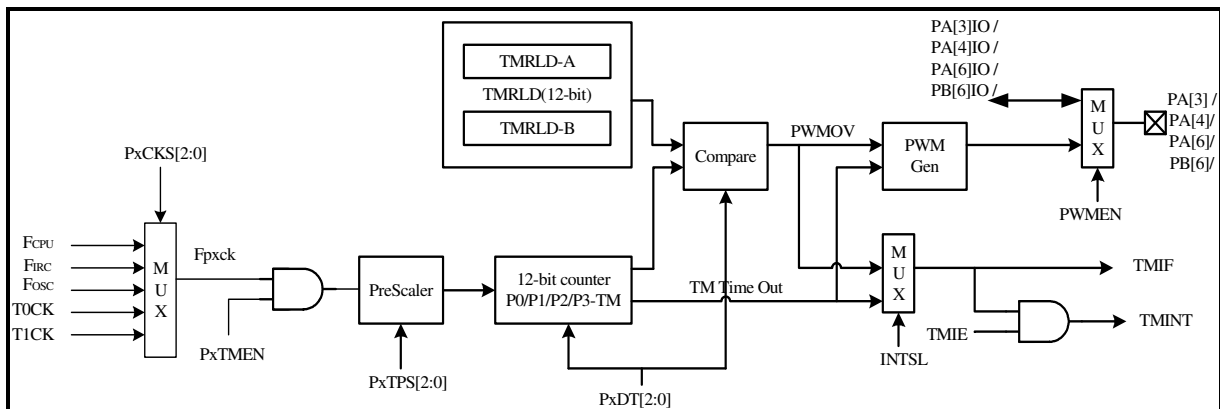 TMRLD-A
TMRLD(12-bit)
TMRLD-B
PA[3]IO /
PA[4]IO /
PA[6]IO /
PB[6]IO /
MUX
PA[3] /
PA[4]/
PA[6]/
PB[6]/
PWMEN
PxCKS[2:0]
FCPU
FIRC
FOSC
T0CK
T1CK
MUX
Fpxck
PxTMEN
PreScaler
PxTPS[2:0]
12-bit counter
P0/P1/P2/P3-TM
Compare
PWMOV
PWM
Gen
TM Time Out
PxDT[2:0]
MUX
INTSL
TMIE
TMIF
TMINT